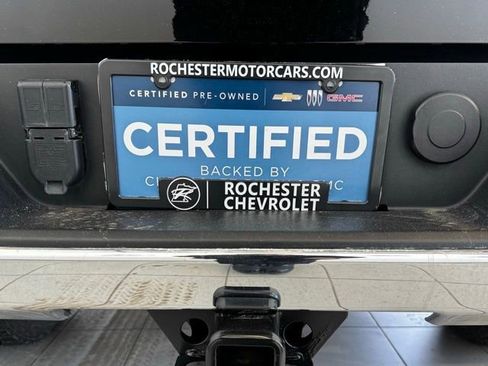 ROCHESTERMOTORCARS.COM
CERTIFIED PRE-OWNED GMC
CERTIFIED
BACKED BY
ROCHESTER
CHEVROLET